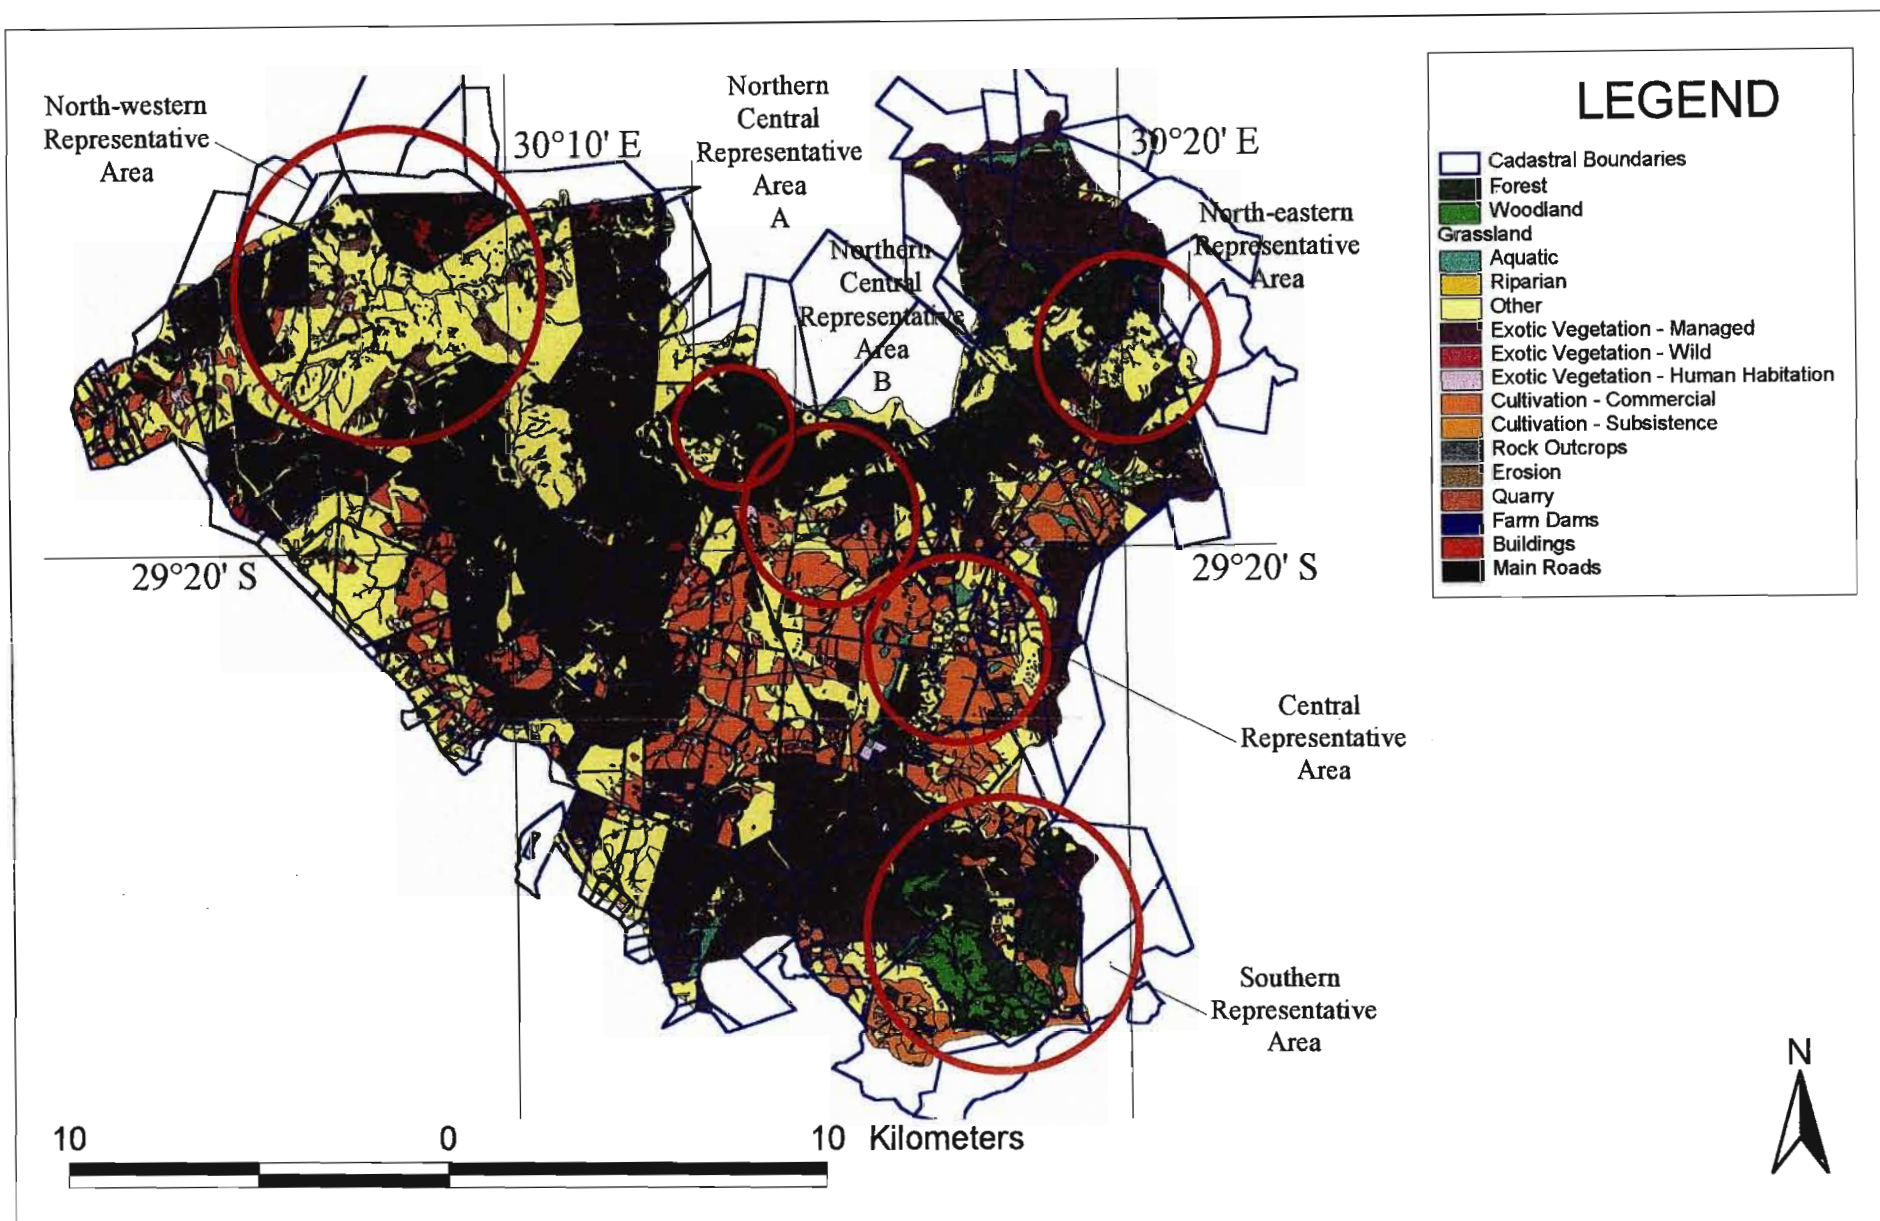 North-western
Representative
Area
30°10' E
Northern
Central
Representative
Area
A
Northern
Central
Representative
Area
B
30°20' E
North-eastern
Representative
Area
29°20' S
29°20' S
Central
Representative
Area
Southern
Representative
Area
10 0 10 Kilometers
N
LEGEND
Cadastral Boundaries
Forest
Woodland
Grassland
Aquatic
Riparian
Other
Exotic Vegetation - Managed
Exotic Vegetation - Wild
Exotic Vegetation - Human Habitation
Cultivation - Commercial
Cultivation - Subsistence
Rock Outcrops
Erosion
Quarry
Farm Dams
Buildings
Main Roads